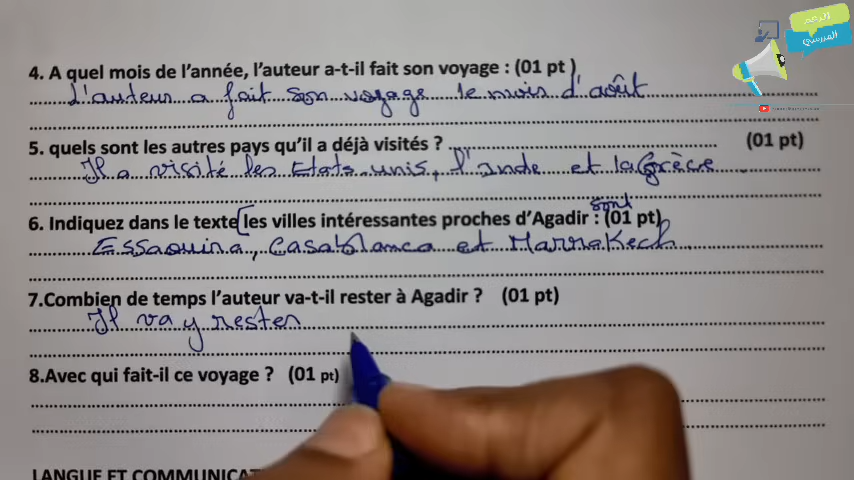 الزعيم
المدرسي
4. A quel mois de l'année, l'auteur a-t-il fait son voyage : (01 pt )
L'auteur a fait son voyage le mois d'août
5. quels sont les autres pays qu'il a déjà visités ? (01 pt)
Il a visité les Etats-unis, l'inde et la Grèce
6. Indiquez dans le texte les villes intéressantes proches d'Agadir : (01 pt)
sont
Essaouira, Casablanca et Marrakech.
7.Combien de temps l'auteur va-t-il rester à Agadir ? (01 pt)
Il va y rester
8.Avec qui fait-il ce voyage ? (01 pt)
LANGUE ET COMMUNICAT